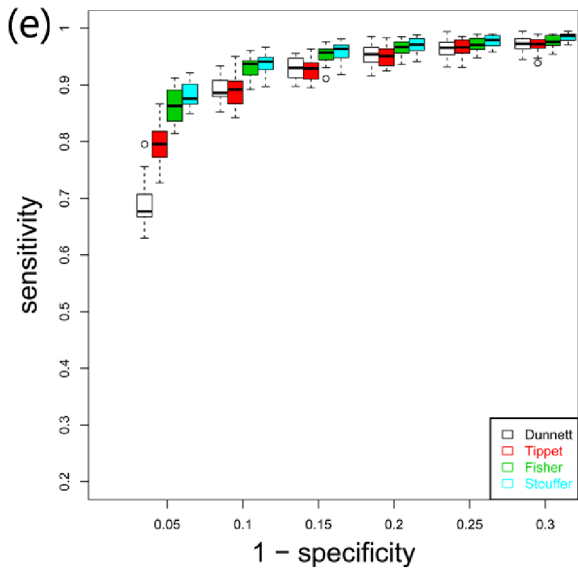 (e)
1
0.9
0.8
0.7
0.6
0.5
0.4
0.3
0.2
sensitivity
Dunnett
Tippet
Fisher
Stouffer
0.05
0.1
0.15
0.2
0.25
0.3
1 − specificity